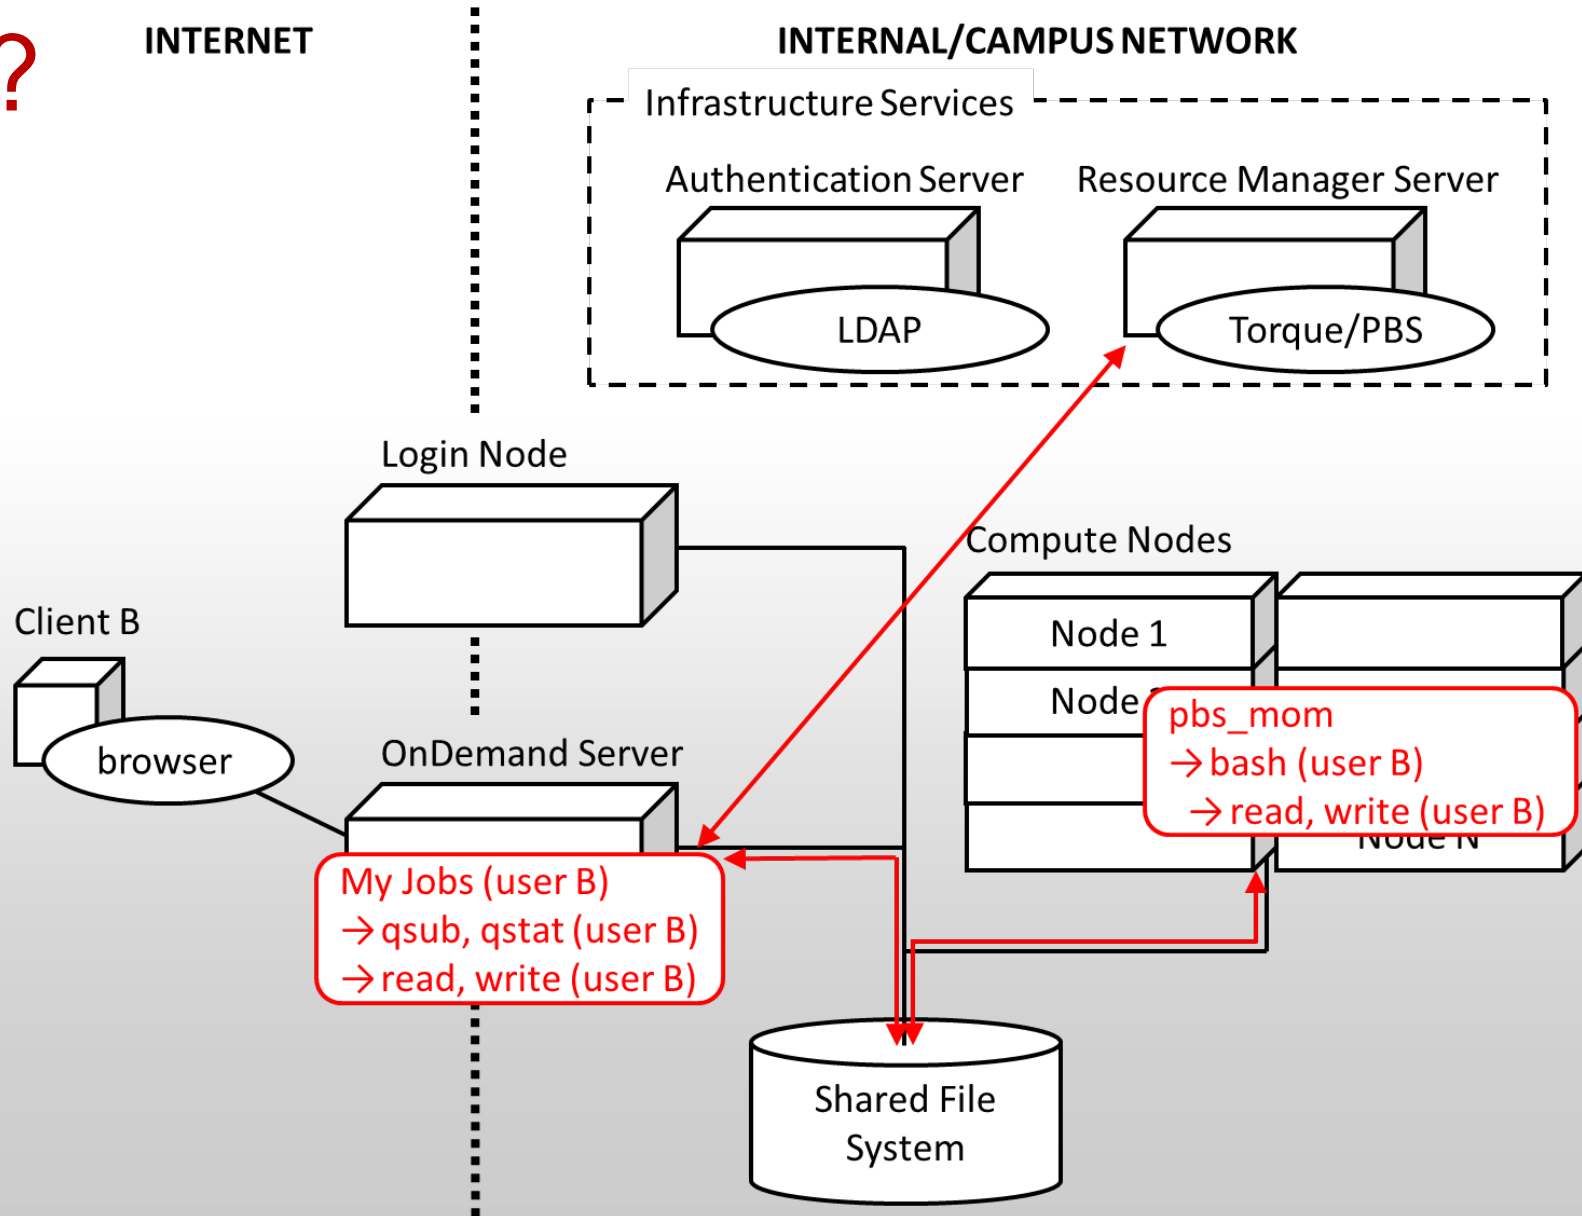 ?
INTERNET
INTERNAL/CAMPUS NETWORK
Infrastructure Services
Authentication Server
Resource Manager Server
LDAP
Torque/PBS
Login Node
Compute Nodes
Client B
Node 1
Node
browser
OnDemand Server
pbs_mom
→ bash (user B)
→ read, write (user B)
Node N
My Jobs (user B)
→ qsub, qstat (user B)
→ read, write (user B)
Shared File
System